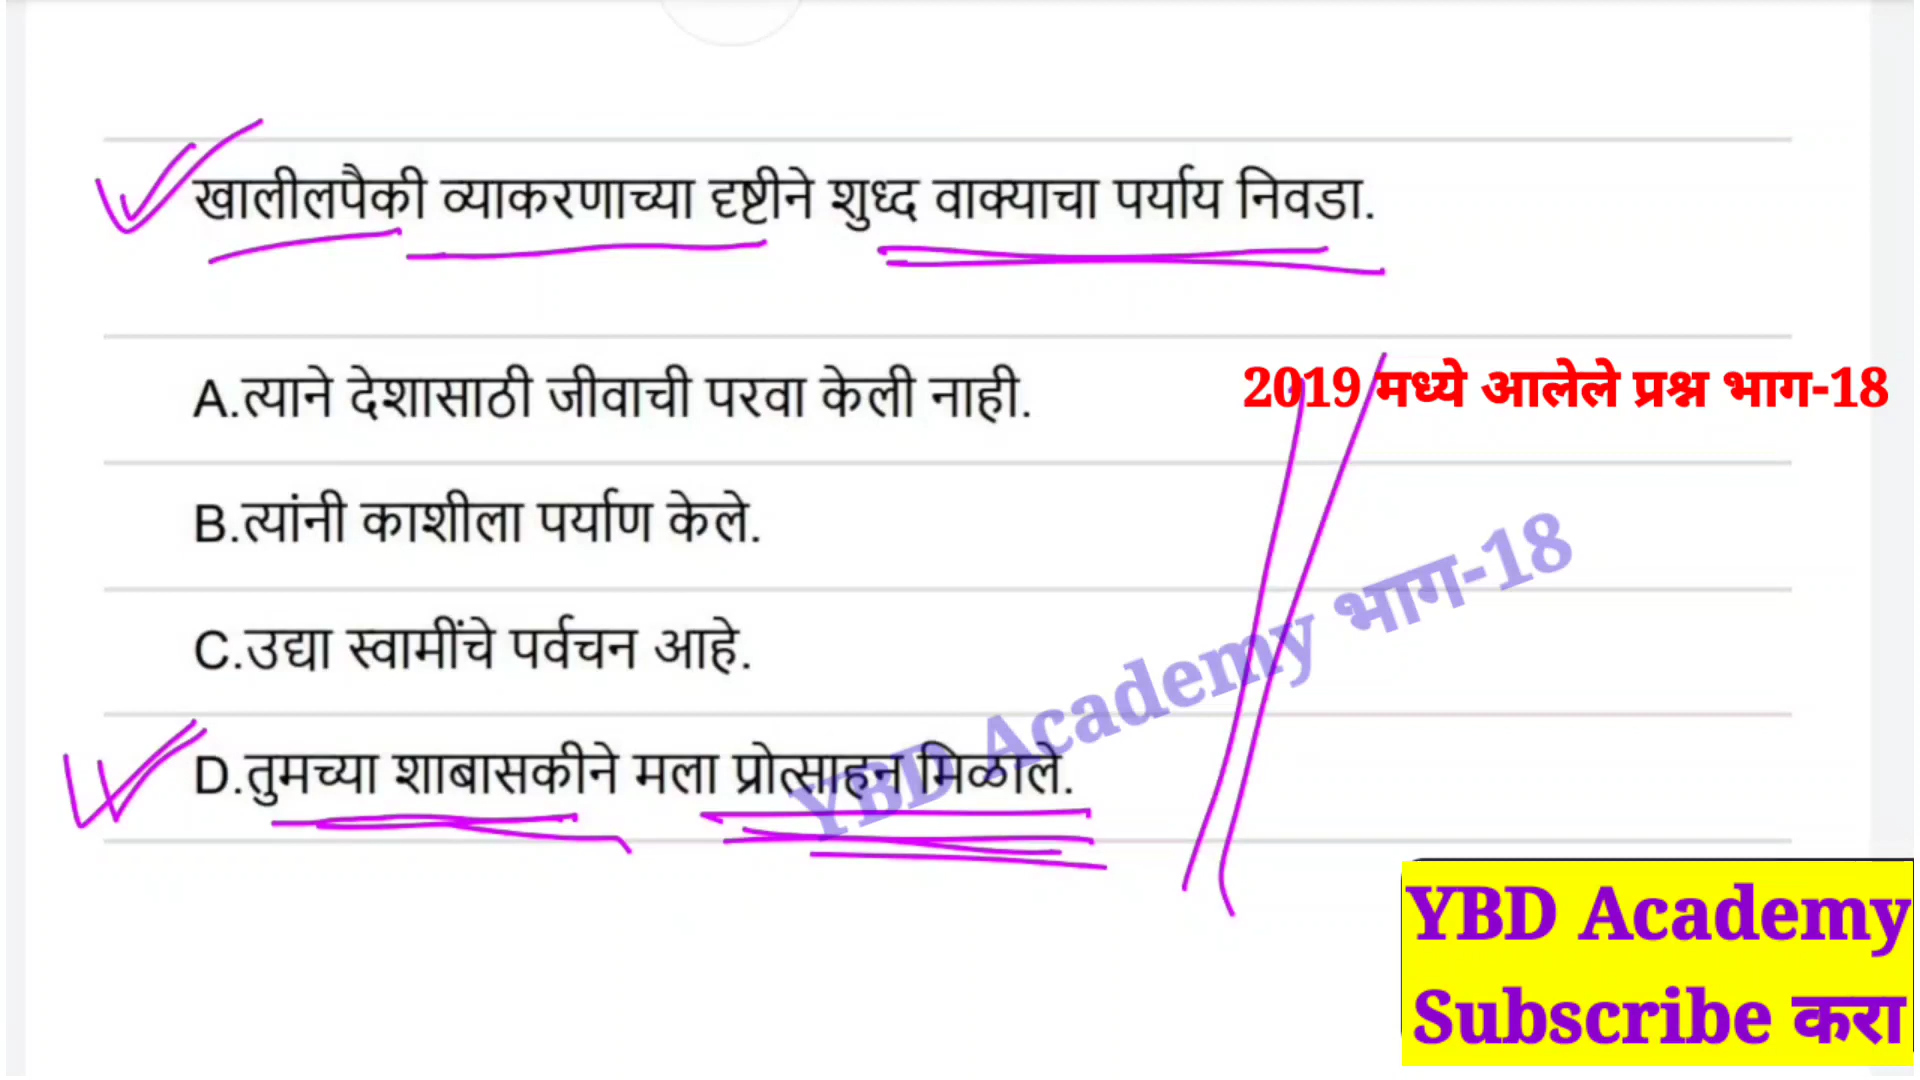 खालीलपैकी व्याकरणाच्या दृष्टीने शुध्द वाक्याचा पर्याय निवडा.
A.त्याने देशासाठी जीवाची परवा केली नाही.
2019 मध्ये आलेले प्रश्न भाग-18
B.त्यांनी काशीला पर्याण केले.
C.उद्या स्वामींचे पर्वचन आहे.
D.तुमच्या शाबासकीने मला प्रोत्साहन मिळाले.
YBD Academy भाग-18
YBD Academy
Subscribe करा